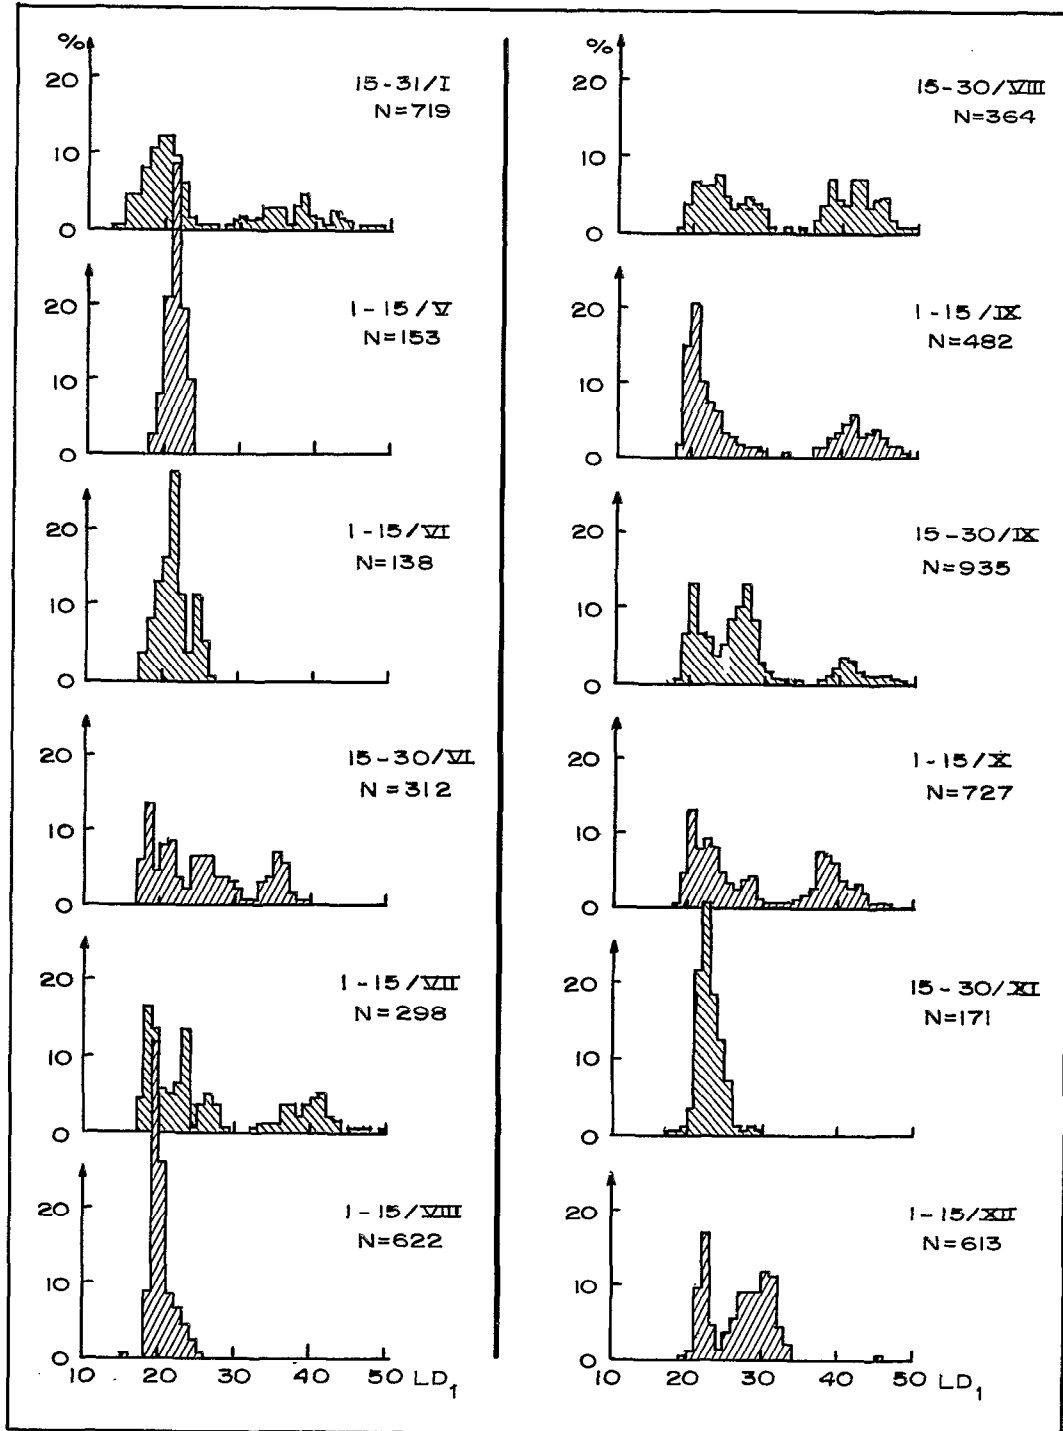 %
20
10
0
15-31/I
N=719
20
10
0
1-15/V
N=153
20
10
0
1-15/VI
N=138
20
10
0
15-30/VI
N=312
20
10
0
1-15/VII
N=298
20
10
0
1-15/VIII
N=622
10 20 30 40 50 LD1
%
20
10
0
15-30/VIII
N=364
20
10
0
1-15/IX
N=482
20
10
0
15-30/IX
N=935
20
10
0
1-15/X
N=727
20
10
0
15-30/XI
N=171
20
10
0
1-15/XII
N=613
10 20 30 40 50 LD1